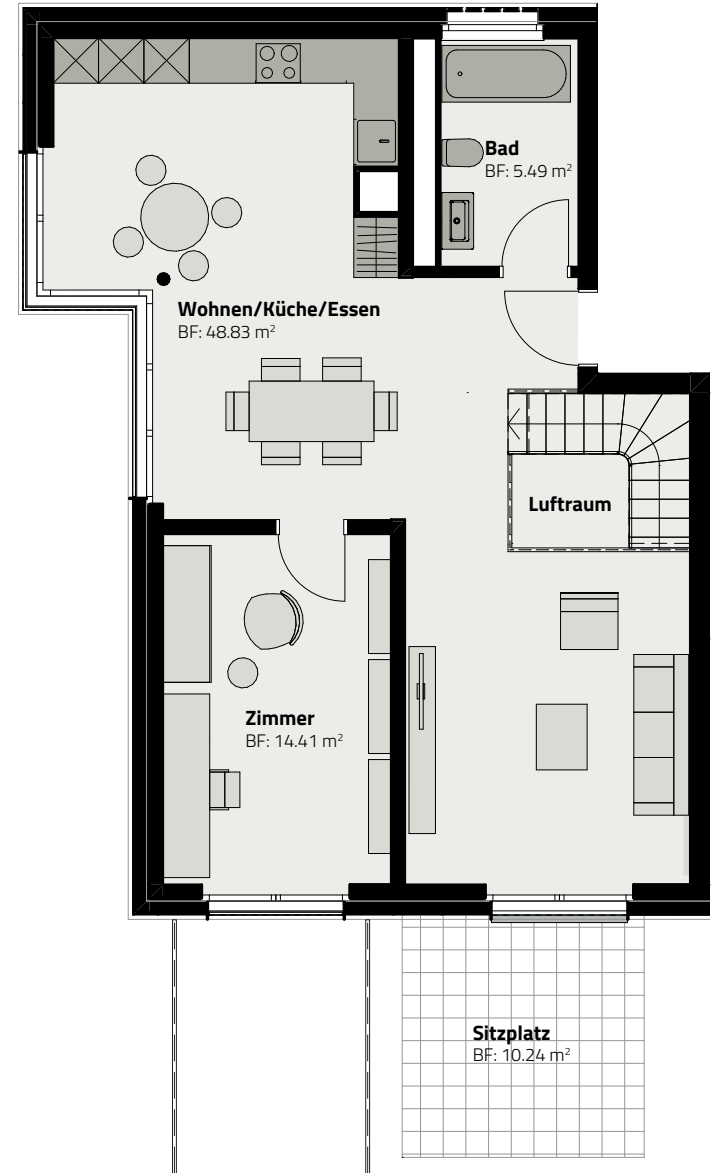 Bad
BF: 5.49 m²
Wohnen/Küche/Essen
BF: 48.83 m²
Luftraum
Zimmer
BF: 14.41 m²
Sitzplatz
BF: 10.24 m²